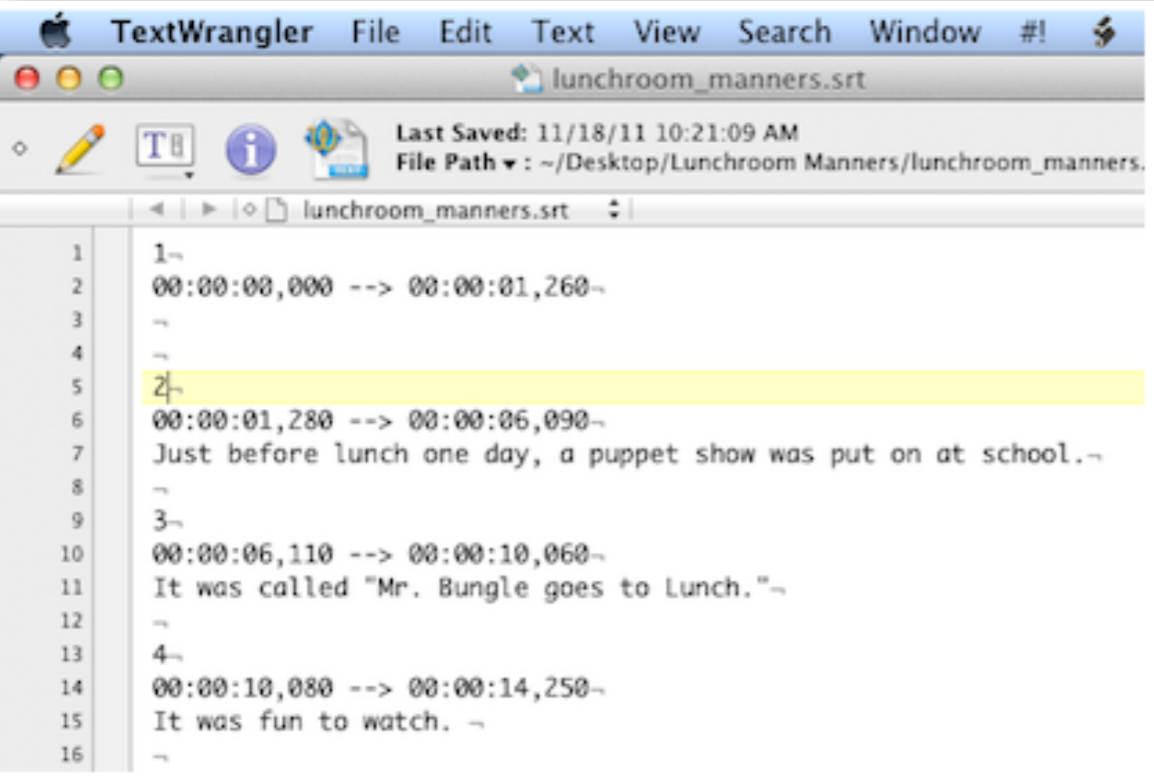 TextWrangler File Edit Text View Search Window #!
lunchroom_manners.srt
Last Saved: 11/18/11 10:21:09 AM
File Path ▾ : ~/Desktop/Lunchroom Manners/lunchroom_manners.
lunchroom_manners.srt
1 1¬
2 00:00:00,000 --> 00:00:01,260¬
3 ¬
4 ¬
5 2¬
6 00:00:01,280 --> 00:00:06,090¬
7 Just before lunch one day, a puppet show was put on at school.¬
8 ¬
9 3¬
10 00:00:06,110 --> 00:00:10,060¬
11 It was called "Mr. Bungle goes to Lunch."¬
12 ¬
13 4¬
14 00:00:10,080 --> 00:00:14,250¬
15 It was fun to watch. ¬
16 ¬